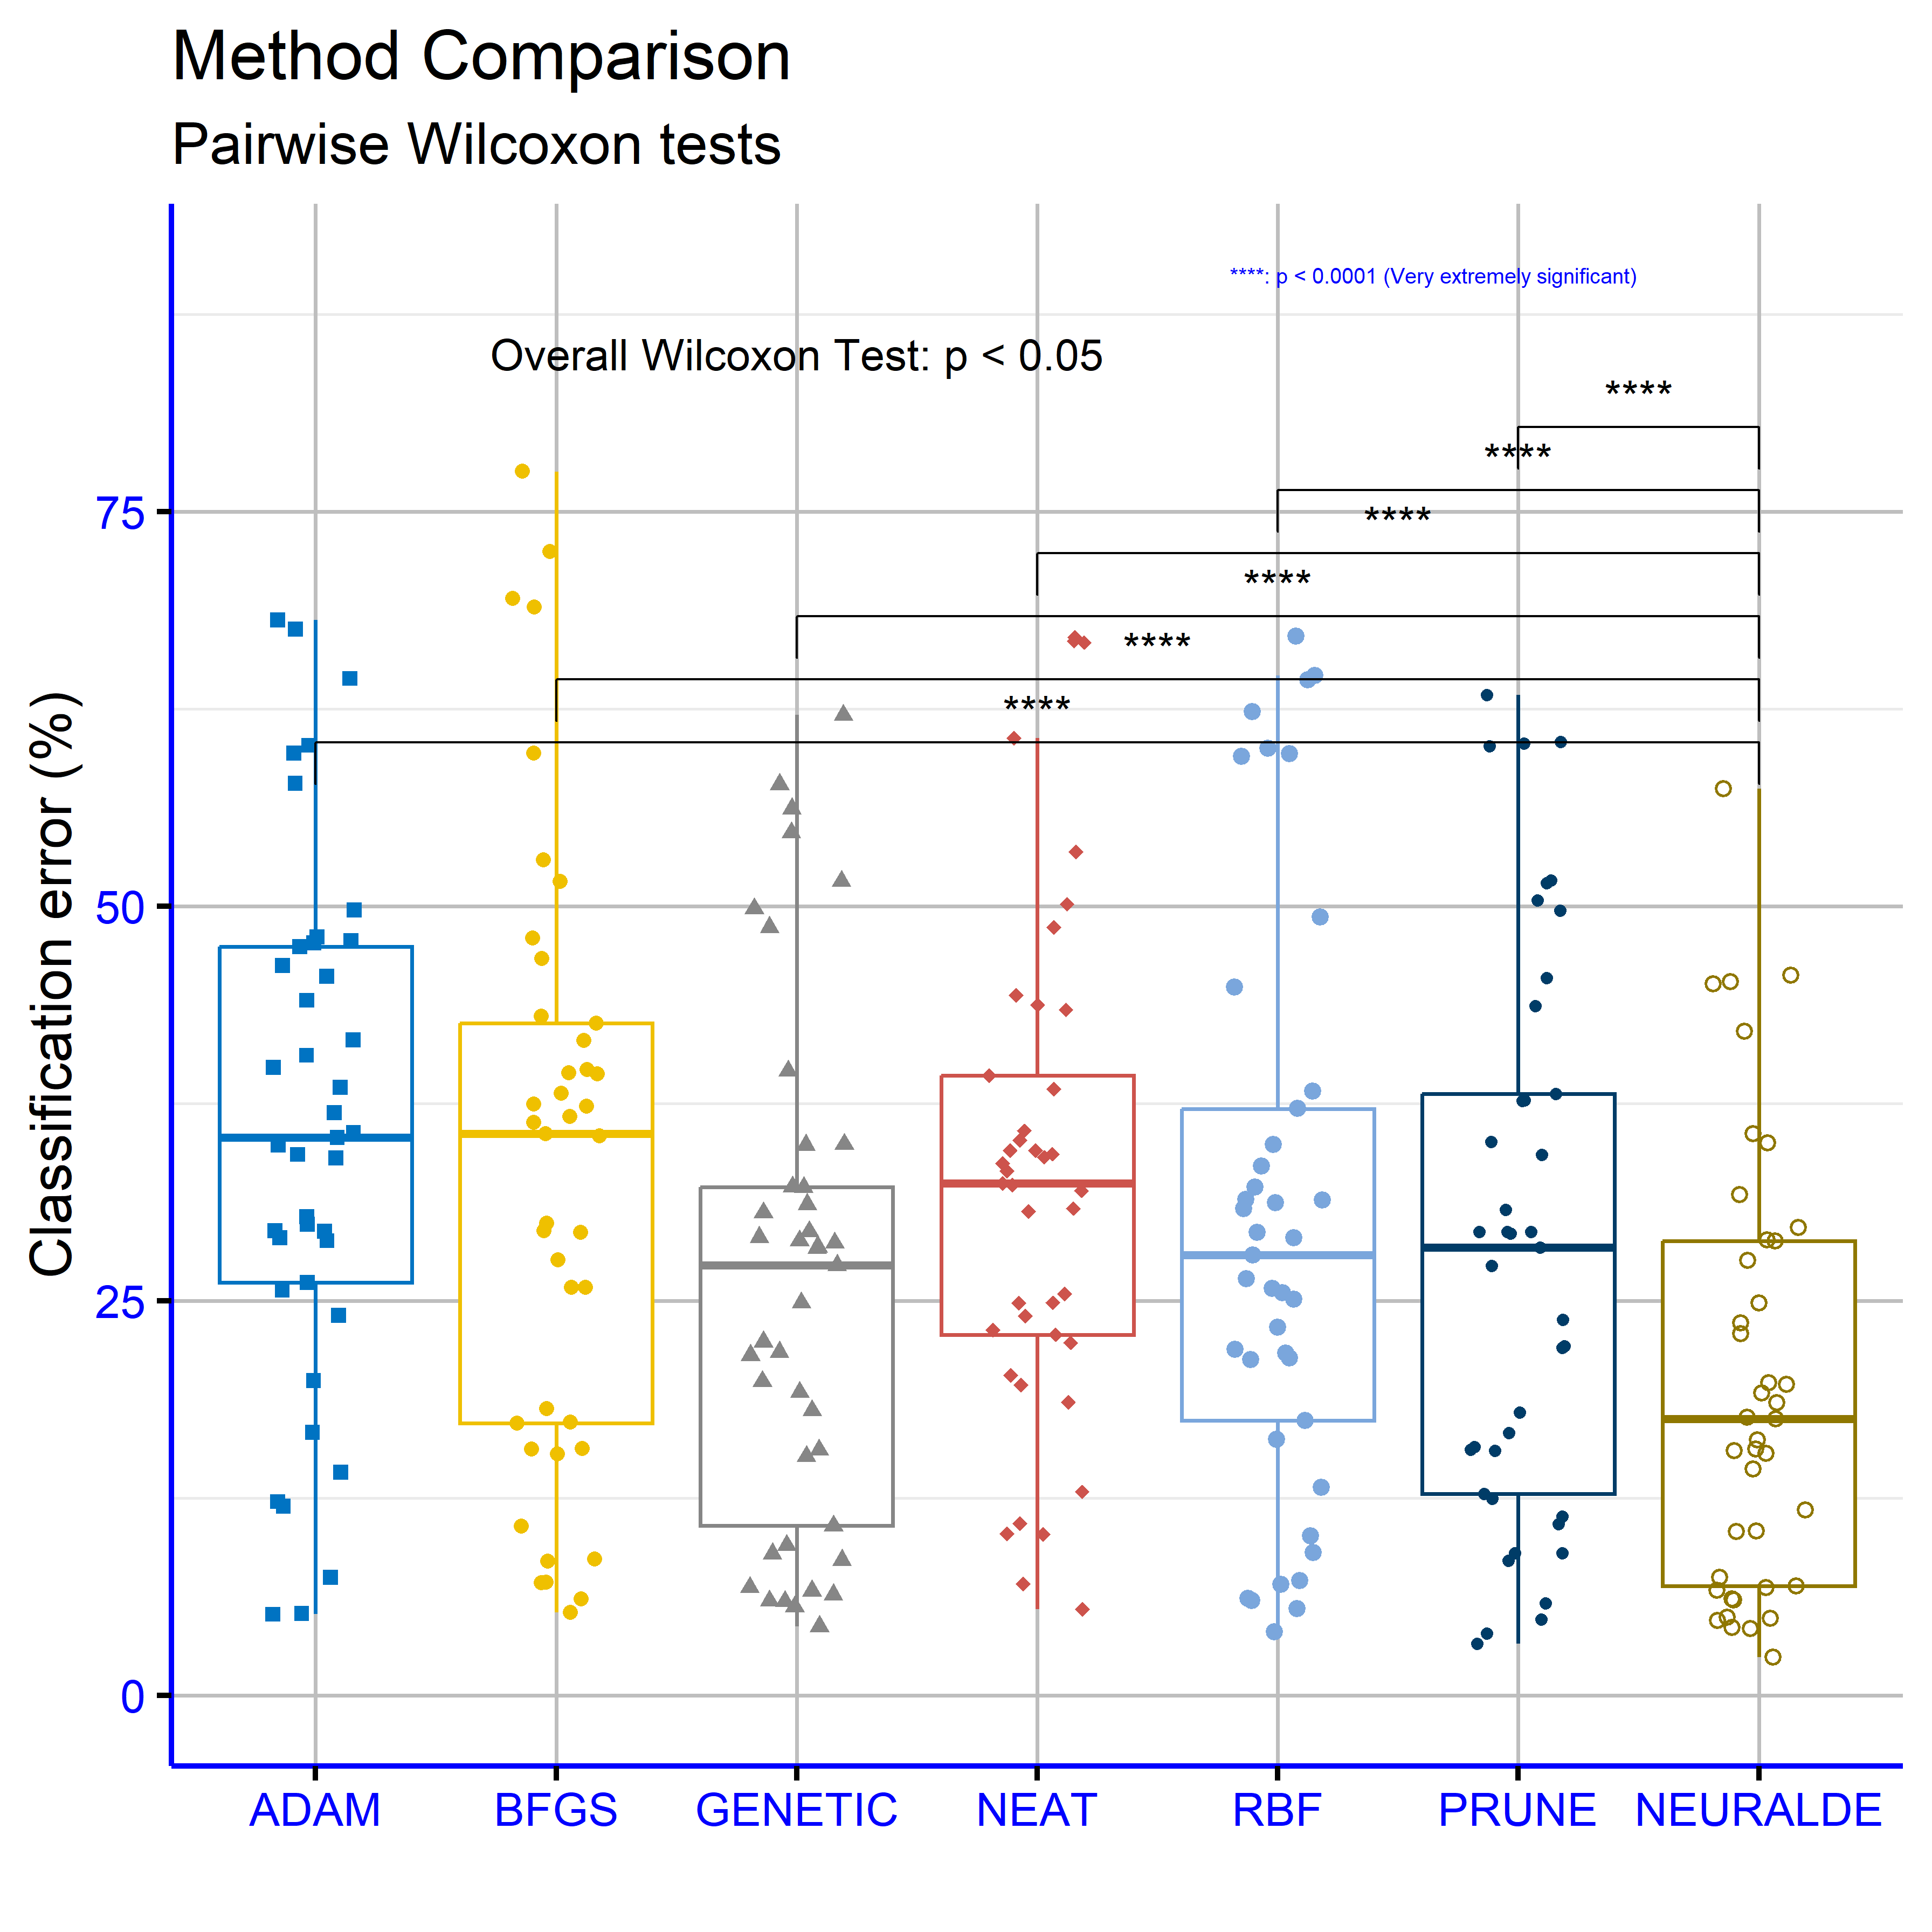 Method Comparison
Pairwise Wilcoxon tests
****: p < 0.0001 (Very extremely significant)
Overall Wilcoxon Test: p < 0.05
****
****
****
****
****
****
Classification error (%)
75
50
25
0
ADAM BFGS GENETIC NEAT RBF PRUNE NEURALDE